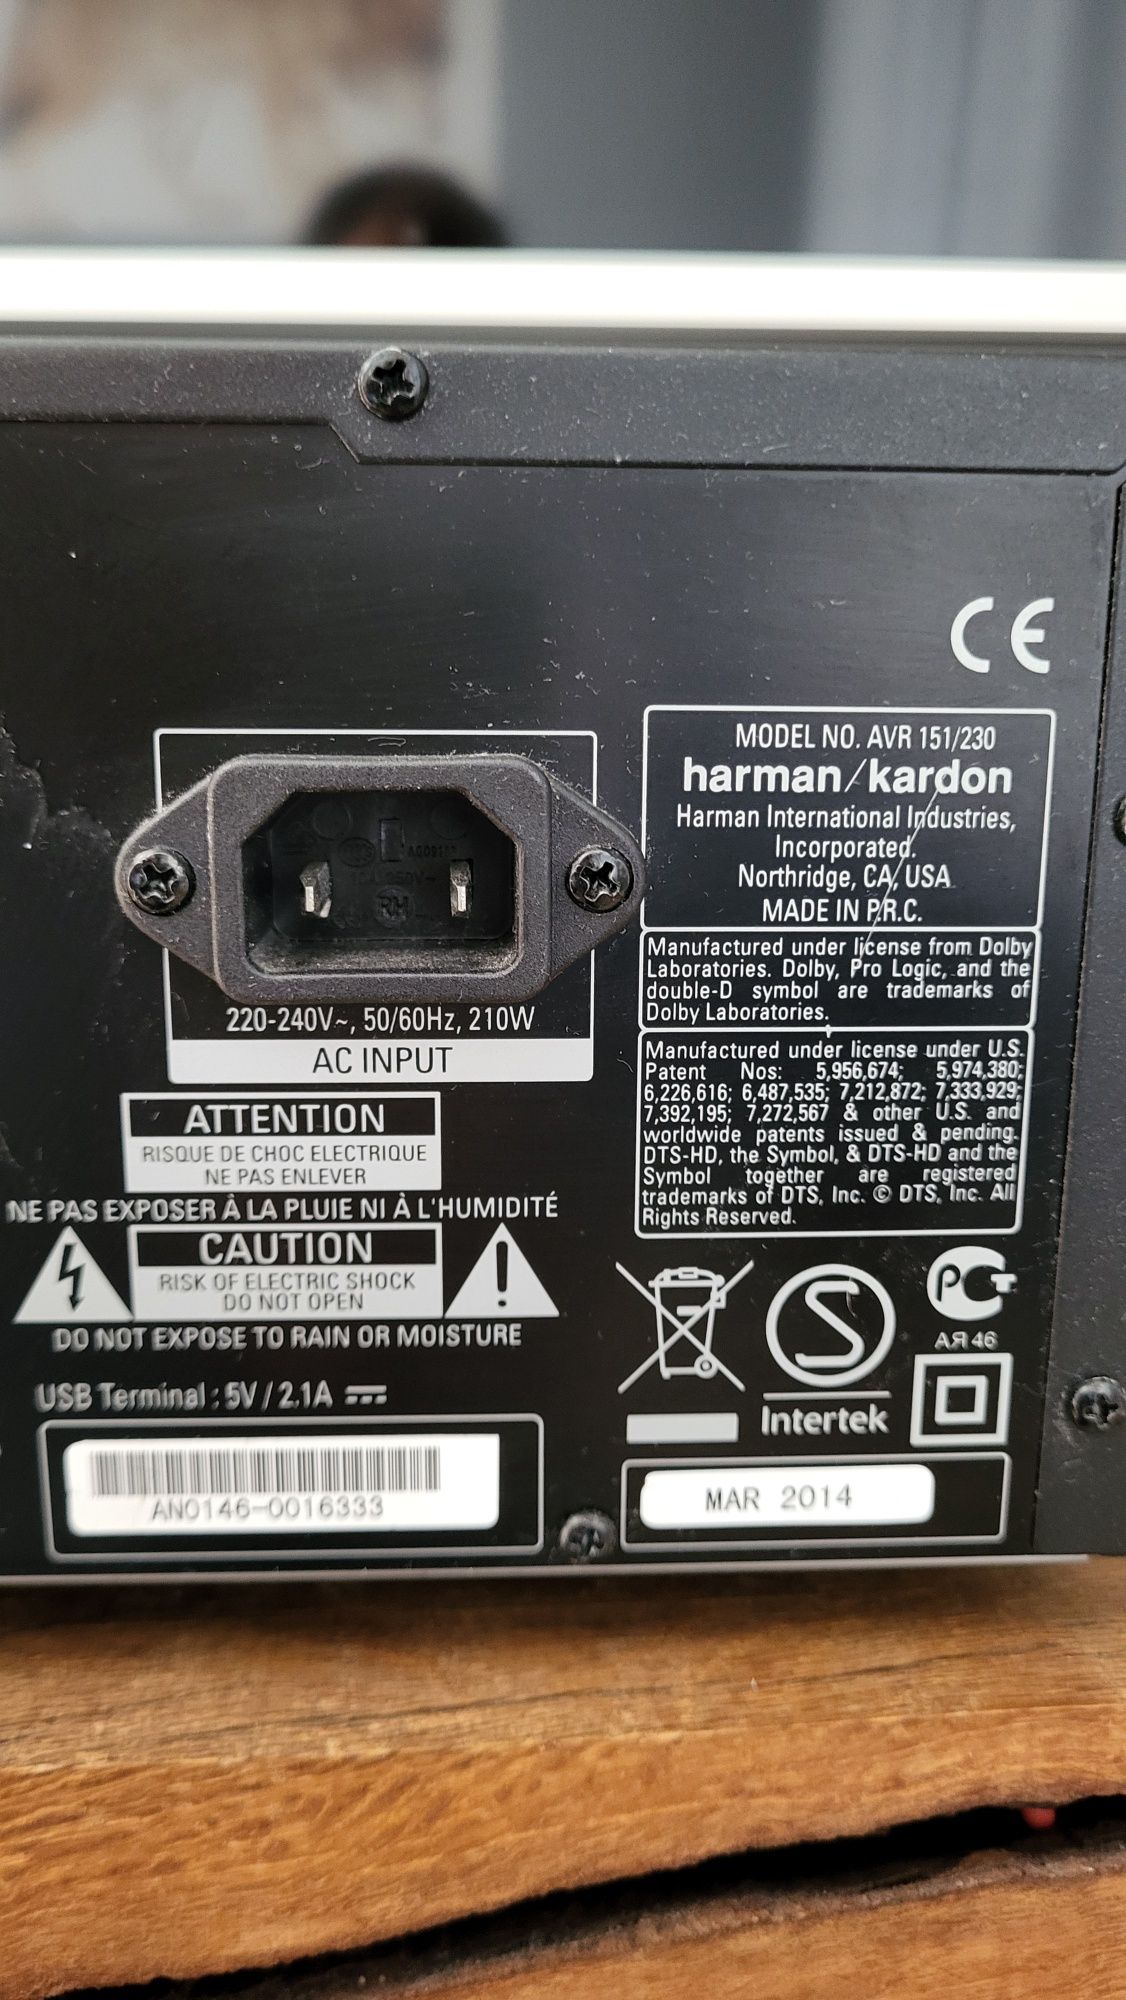 CE
MODEL NO. AVR 151/230
harman/kardon
Harman International Industries,
Incorporated.
Northridge, CA, USA
MADE IN P.R.C.
Manufactured under license from Dolby
Laboratories. Dolby, Pro Logic, and the
double-D symbol are trademarks of
Dolby Laboratories.
Manufactured under license under U.S.
Patent Nos: 5,956,674; 5,974,380;
6,226,616; 6,487,535; 7,212,872; 7,333,929;
7,392,195; 7,272,567 & other U.S. and
worldwide patents issued & pending.
DTS-HD, the Symbol, & DTS-HD and the
Symbol together are registered
trademarks of DTS, Inc. © DTS, Inc. All
Rights Reserved.
RH
220-240V~, 50/60Hz, 210W
AC INPUT
ATTENTION
RISQUE DE CHOC ELECTRIQUE
NE PAS ENLEVER
NE PAS EXPOSER À LA PLUIE NI À L'HUMIDITÉ
CAUTION
RISK OF ELECTRIC SHOCK
DO NOT OPEN
DO NOT EXPOSE TO RAIN OR MOISTURE
USB Terminal : 5V / 2.1A
AN0146-0016333
S
Intertek
РСТ
АЯ 46
MAR 2014